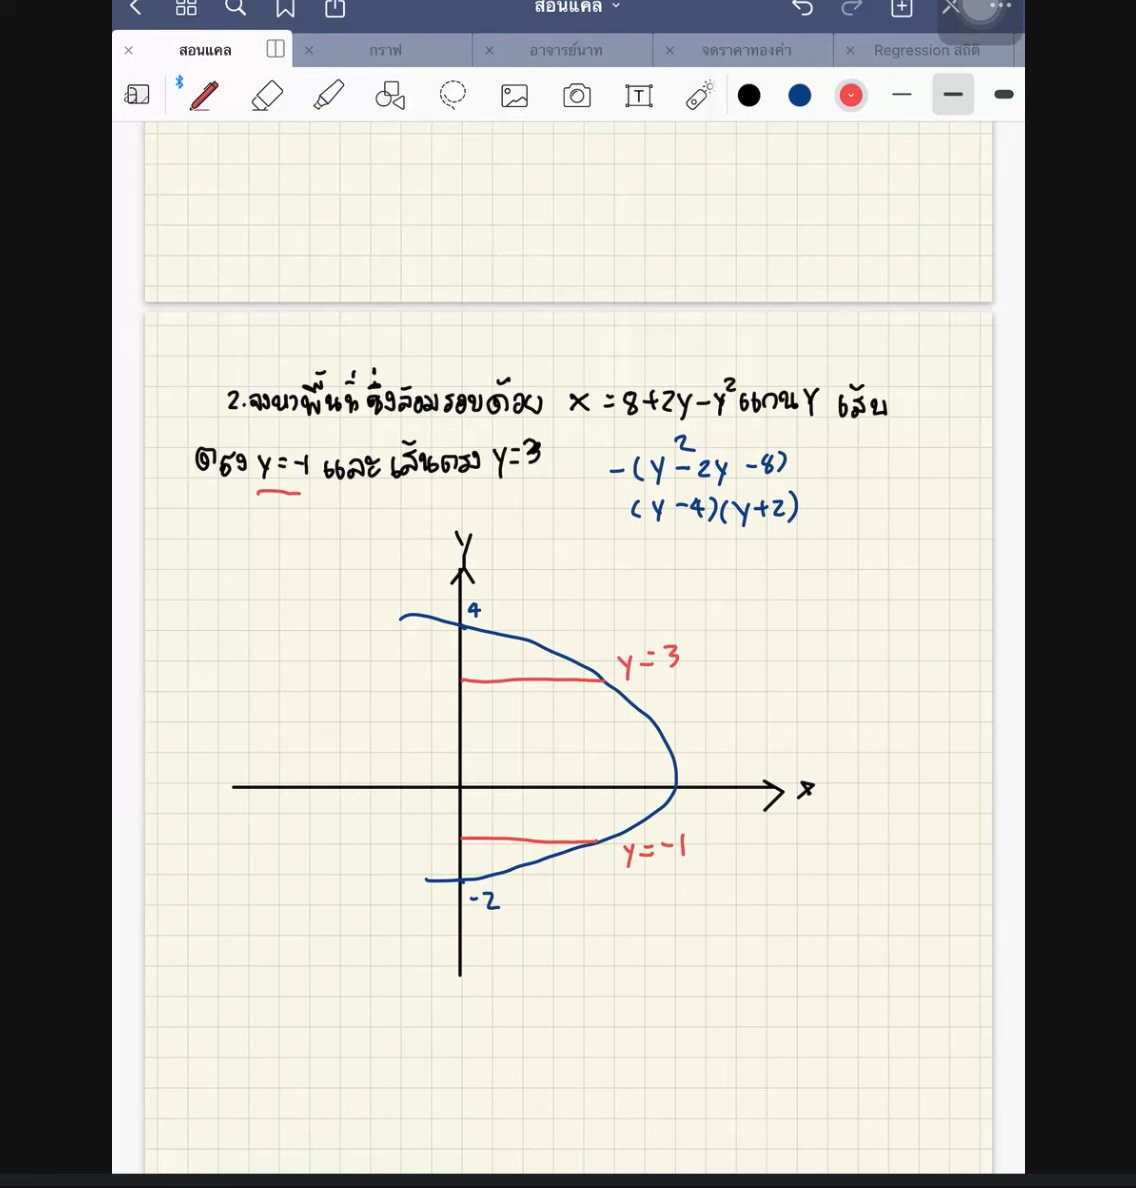 สอนแคล
สอนแคล
กราฟ
อาจารย์นาท
จดราคาทองคำ
Regression สถิติ
2. จงหาพื้นที่ ซึ่งล้อมรอบด้วย x = 8+2y-y² แกน Y เส้น
ตรง y=-1 และ เส้นตรง y=3
-(y²-2y-8)
(y-4)(y+2)
Y
4
y=3
x
y=-1
-2